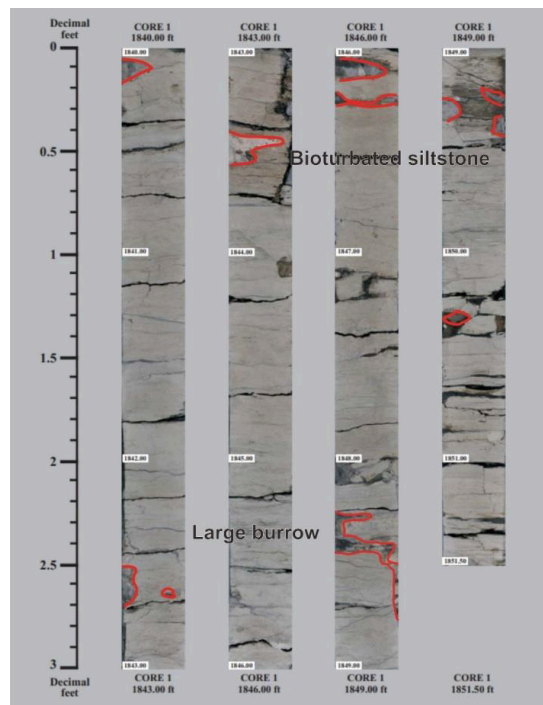 Decimal
feet
CORE 1
1840.00 ft
CORE 1
1843.00 ft
CORE 1
1846.00 ft
CORE 1
1849.00 ft
0
0.5
1
1.5
2
2.5
3
1840.00
1843.00
1846.00
1849.00
Bioturbated siltstone
1841.00
1844.00
1847.00
1850.00
1842.00
1845.00
1848.00
1851.00
Large burrow
1851.50
1843.00
1846.00
1849.00
Decimal
feet
CORE 1
1843.00 ft
CORE 1
1846.00 ft
CORE 1
1849.00 ft
CORE 1
1851.50 ft